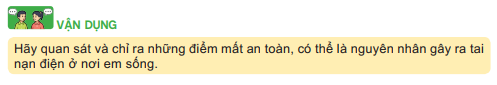 VẬN DỤNG
Hãy quan sát và chỉ ra những điểm mất an toàn, có thể là nguyên nhân gây ra tai
nạn điện ở nơi em sống.